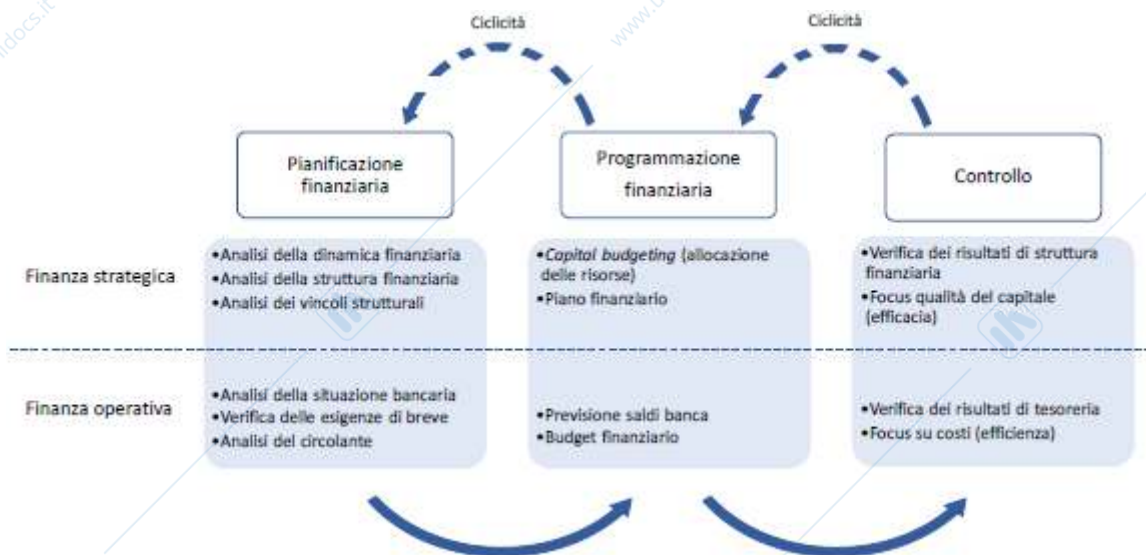 Ciclicità
Ciclicità
Pianificazione
finanziaria
Programmazione
finanziaria
Controllo
Finanza strategica
•Analisi della dinamica finanziaria
•Analisi della struttura finanziaria
•Analisi dei vincoli strutturali
•Capital budgeting (allocazione
delle risorse)
•Piano finanziario
•Verifica dei risultati di struttura
finanziaria
•Focus qualità del capitale
(efficacia)
Finanza operativa
•Analisi della situazione bancaria
•Verifica delle esigenze di breve
•Analisi del circolante
•Previsione saldi banca
•Budget finanziario
•Verifica dei risultati di tesoreria
•Focus su costi (efficienza)